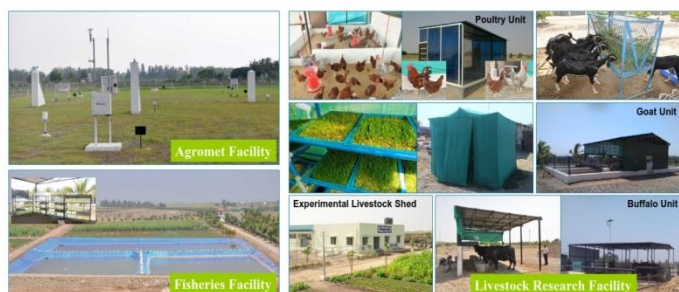 Agromet Facility
Fisheries Facility
Poultry Unit
Goat Unit
Experimental Livestock Shed
Buffalo Unit
Livestock Research Facility